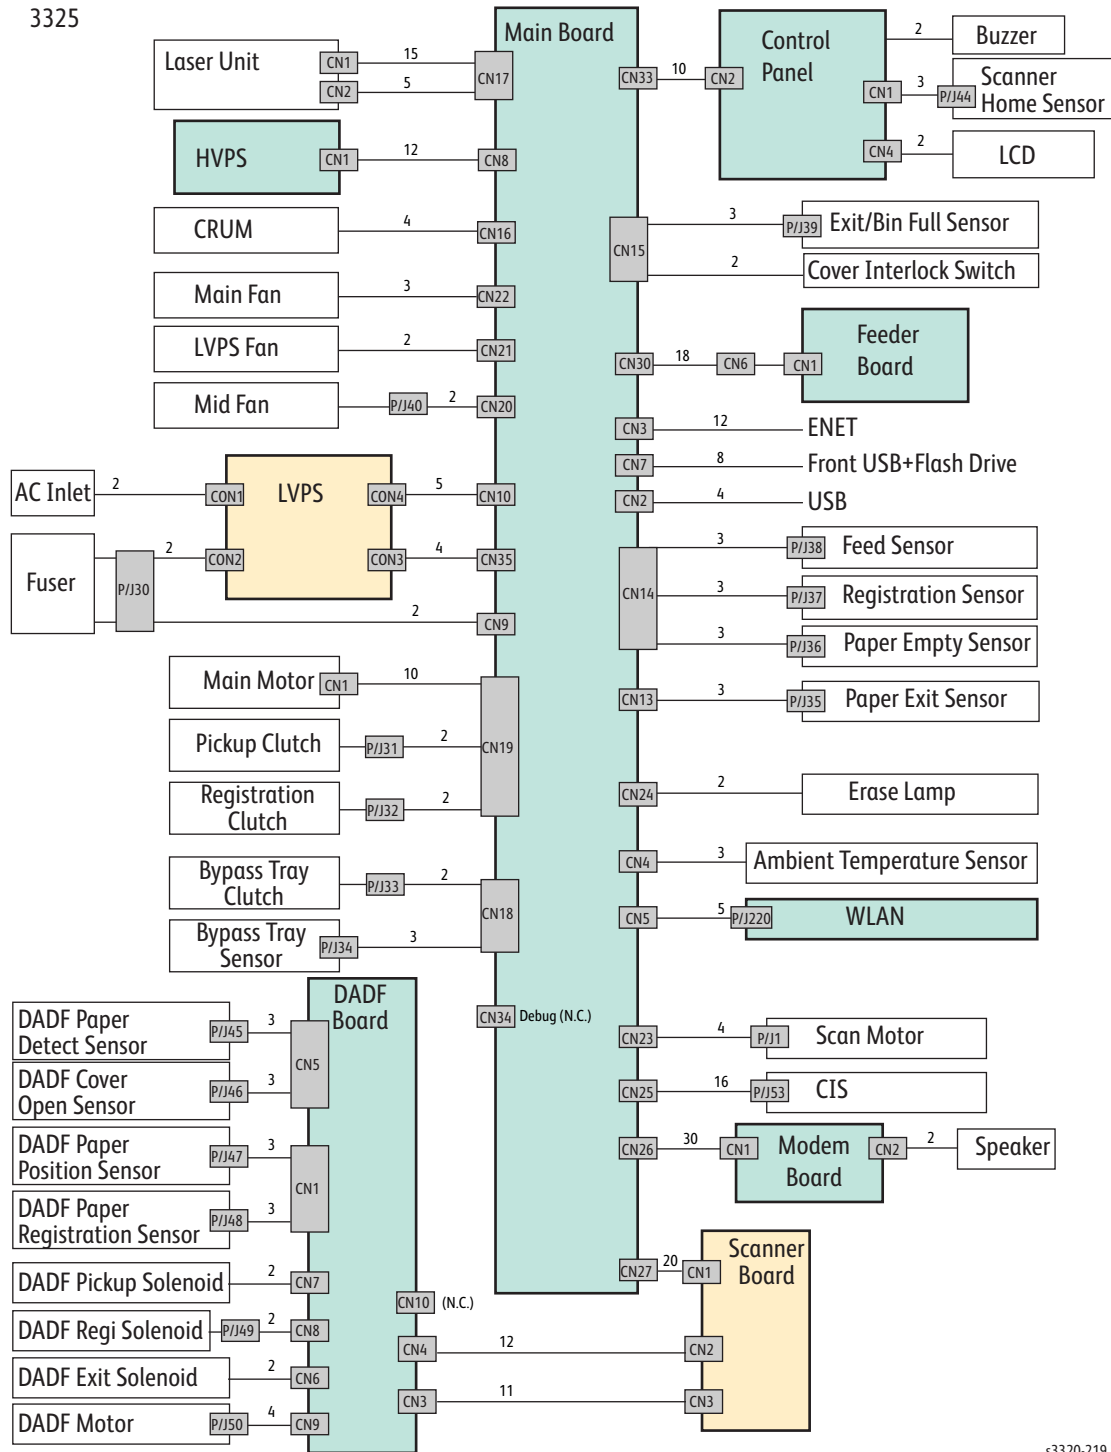 3325
Main Board
Laser Unit
CN1
15
CN2
5
CN17
HVPS
CN1
12
CN8
CRUM
4
CN16
Main Fan
3
CN22
LVPS Fan
2
CN21
Mid Fan
P/J40
2
CN20
AC Inlet
2
CON1
LVPS
CON4
5
CN10
Fuser
P/J30
2
CON2
CON3
4
CN35
2
CN9
Main Motor
CN1
10
CN19
Pickup Clutch
P/J31
2
Registration
Clutch
P/J32
2
Bypass Tray
Clutch
P/J33
2
CN18
Bypass Tray
Sensor
P/J34
3
CN34
Debug (N.C.)
CN33
10
CN2
Control
Panel
2
Buzzer
CN1
3
P/J44
Scanner
Home Sensor
CN4
2
LCD
CN15
3
P/J39
Exit/Bin Full Sensor
2
Cover Interlock Switch
CN30
18
CN6
CN1
Feeder
Board
CN3
12
ENET
CN7
8
Front USB+Flash Drive
CN2
4
USB
CN14
3
P/J38
Feed Sensor
3
P/J37
Registration Sensor
3
P/J36
Paper Empty Sensor
CN13
3
P/J35
Paper Exit Sensor
CN24
2
Erase Lamp
CN4
3
Ambient Temperature Sensor
CN5
5
P/J220
WLAN
CN23
4
P/J1
Scan Motor
CN25
16
P/J53
CIS
CN26
30
CN1
Modem
Board
CN2
2
Speaker
CN27
20
CN1
Scanner
Board
DADF
Board
DADF Paper
Detect Sensor
P/J45
3
CN5
DADF Cover
Open Sensor
P/J46
3
DADF Paper
Position Sensor
P/J47
3
CN1
DADF Paper
Registration Sensor
P/J48
3
DADF Pickup Solenoid
2
CN7
CN10
(N.C.)
DADF Regi Solenoid
P/J49
2
CN8
CN4
12
CN2
DADF Exit Solenoid
2
CN6
CN3
11
CN3
DADF Motor
P/J50
4
CN9
s3320-219